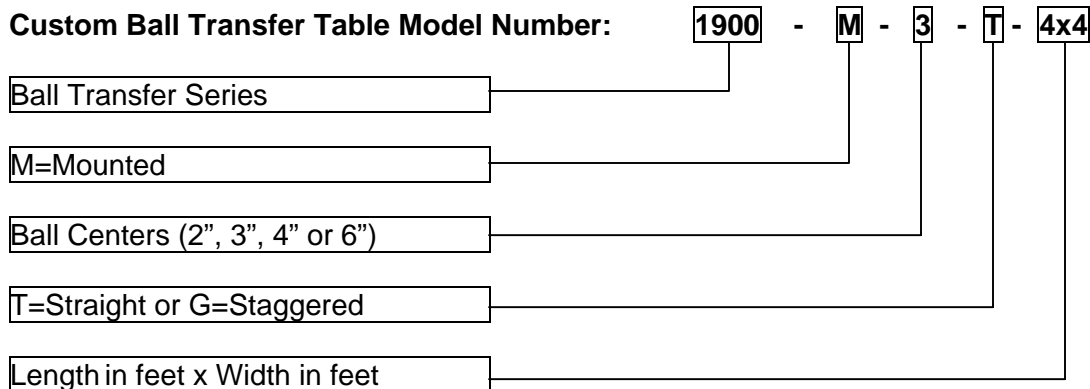 Custom Ball Transfer Table Model Number: 1900 - M - 3 - T - 4x4
Ball Transfer Series
M=Mounted
Ball Centers (2”, 3”, 4” or 6”)
T=Straight or G=Staggered
Length in feet x Width in feet